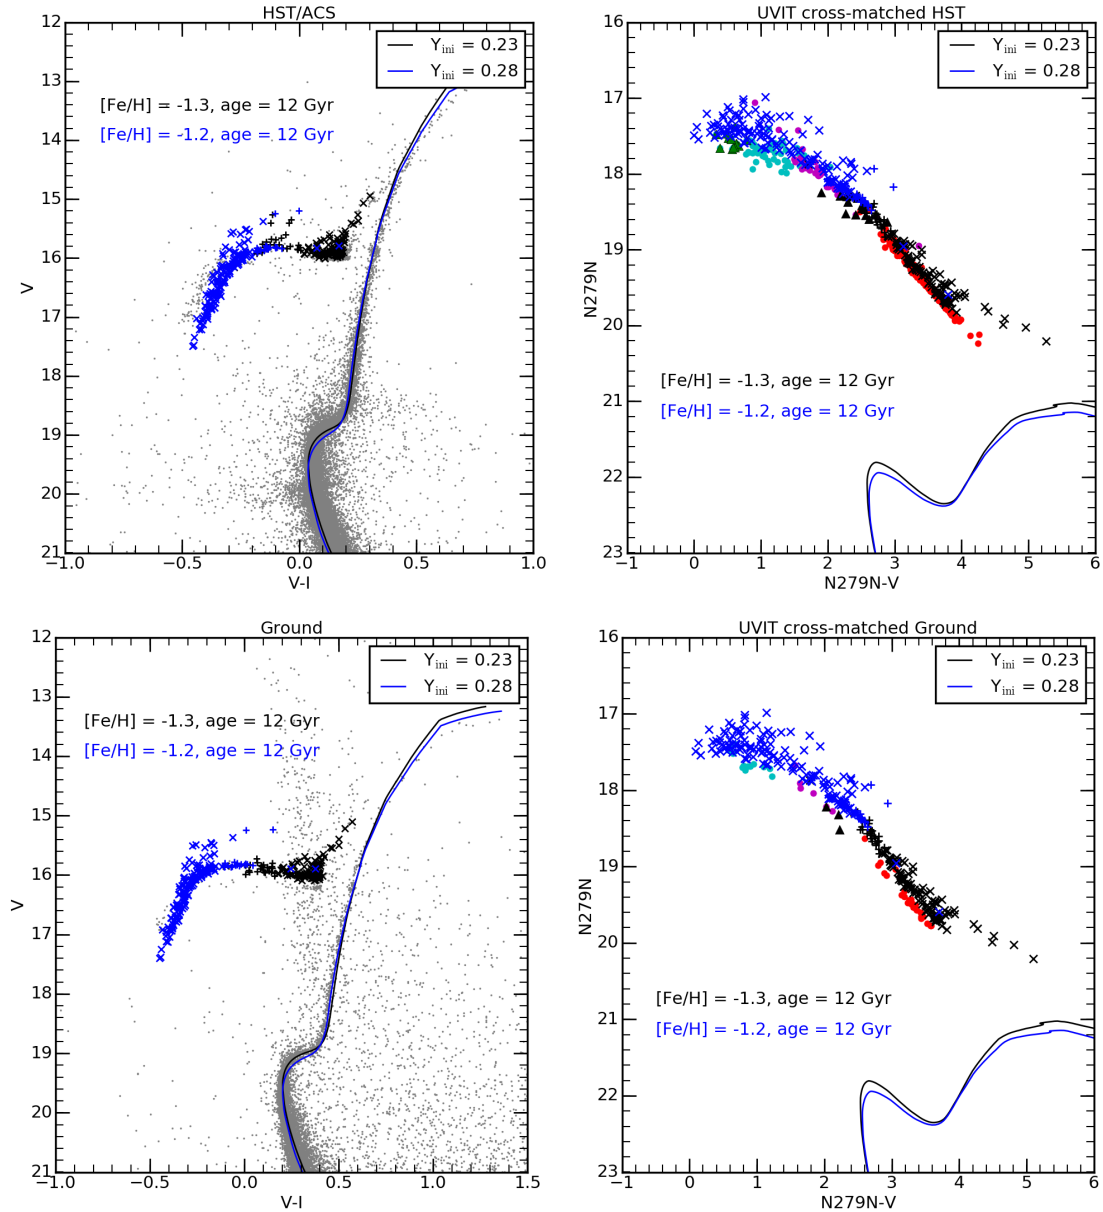 HST/ACS
Y_ini = 0.23
Y_ini = 0.28
[Fe/H] = -1.3, age = 12 Gyr
[Fe/H] = -1.2, age = 12 Gyr
V
12
13
14
15
16
17
18
19
20
21
−1.0
−0.5
0.0
0.5
1.0
V-I
UVIT cross-matched HST
Y_ini = 0.23
Y_ini = 0.28
[Fe/H] = -1.3, age = 12 Gyr
[Fe/H] = -1.2, age = 12 Gyr
N279N
16
17
18
19
20
21
22
23
−1
0
1
2
3
4
5
6
N279N-V
Ground
Y_ini = 0.23
Y_ini = 0.28
[Fe/H] = -1.3, age = 12 Gyr
[Fe/H] = -1.2, age = 12 Gyr
V
12
13
14
15
16
17
18
19
20
21
−1.0
−0.5
0.0
0.5
1.0
1.5
V-I
UVIT cross-matched Ground
Y_ini = 0.23
Y_ini = 0.28
[Fe/H] = -1.3, age = 12 Gyr
[Fe/H] = -1.2, age = 12 Gyr
N279N
16
17
18
19
20
21
22
23
−1
0
1
2
3
4
5
6
N279N-V